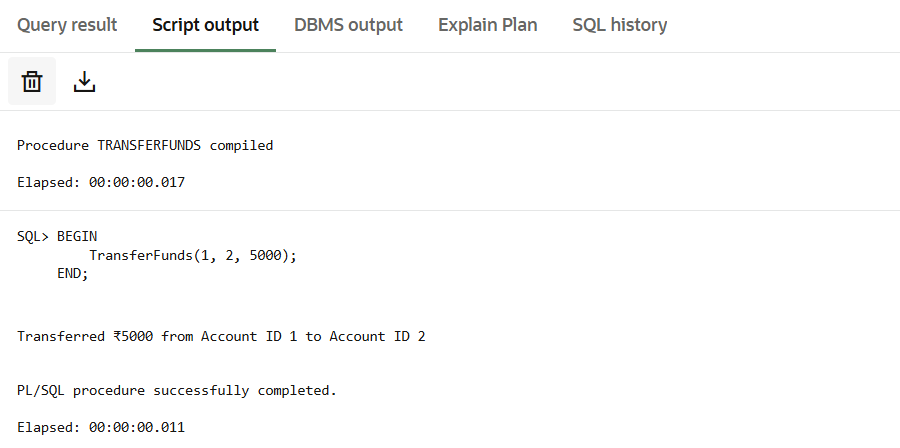 Query result Script output DBMS output Explain Plan SQL history
Procedure TRANSFERFUNDS compiled
Elapsed: 00:00:00.017
SQL> BEGIN
TransferFunds(1, 2, 5000);
END;
Transferred ₹5000 from Account ID 1 to Account ID 2
PL/SQL procedure successfully completed.
Elapsed: 00:00:00.011